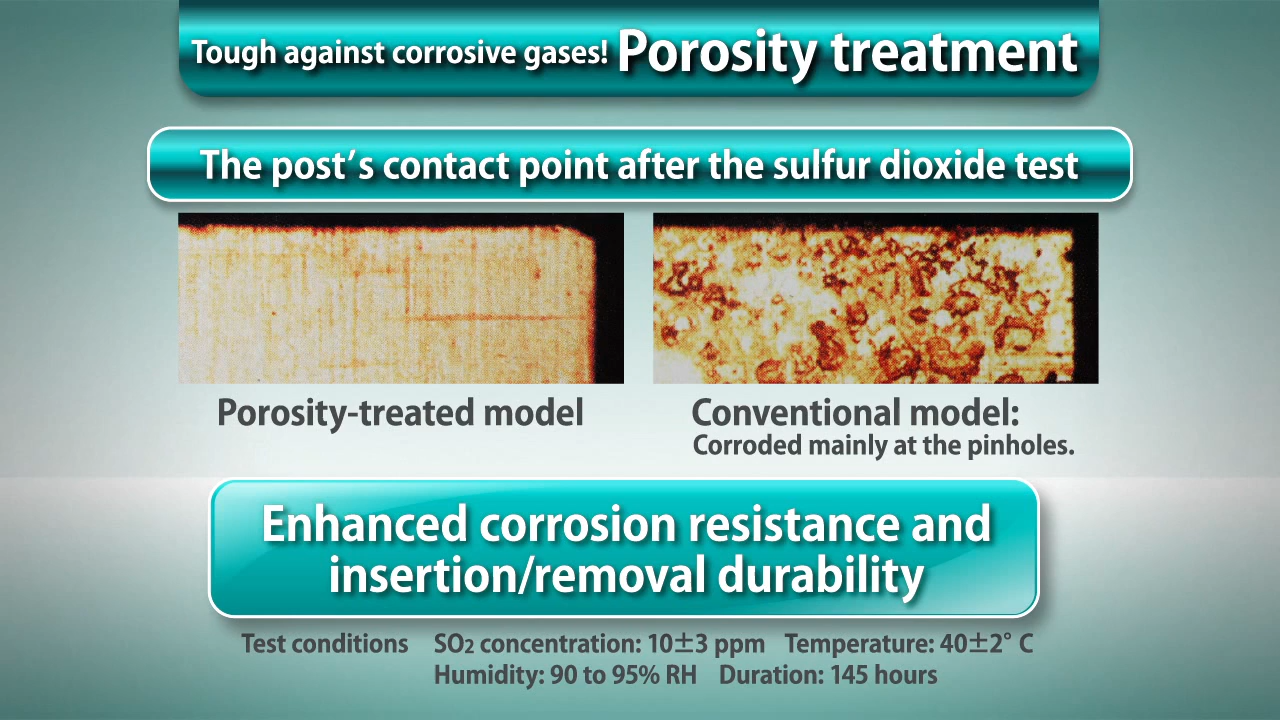 Tough against corrosive gases! Porosity treatment
The post's contact point after the sulfur dioxide test
Porosity-treated model
Conventional model:
Corroded mainly at the pinholes.
Enhanced corrosion resistance and
insertion/removal durability
Test conditions SO2 concentration: 10±3 ppm Temperature: 40±2° C
Humidity: 90 to 95% RH Duration: 145 hours